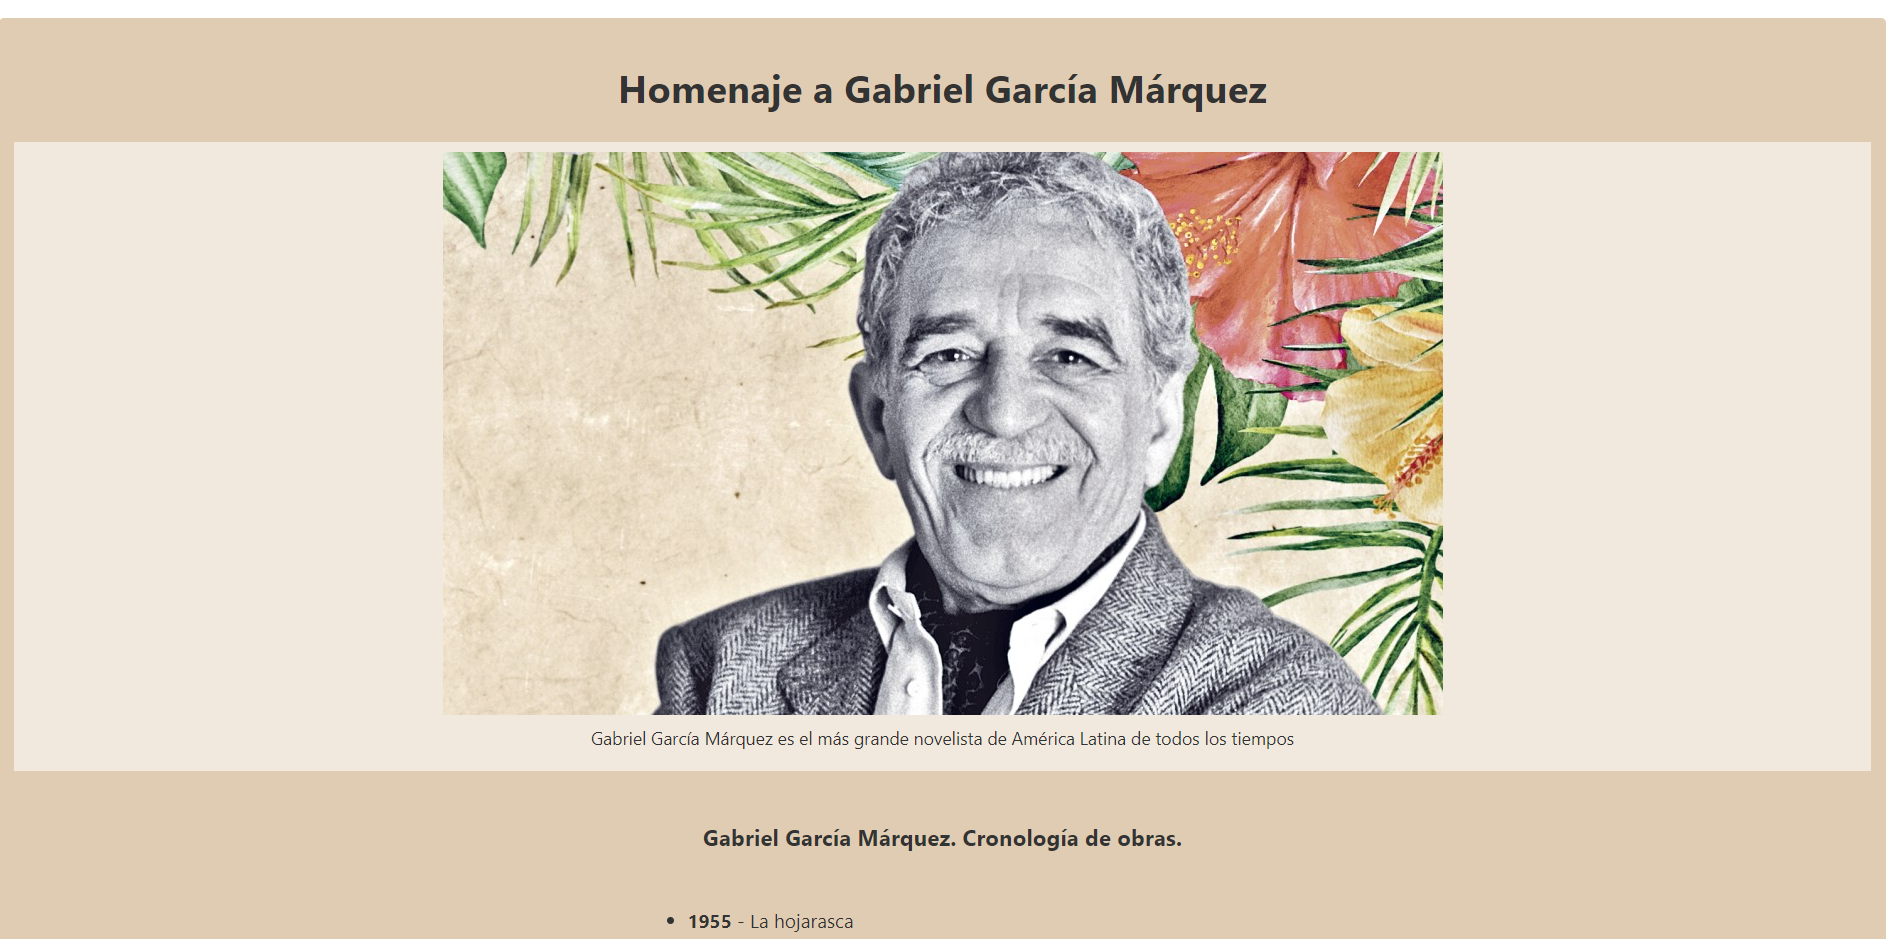 Homenaje a Gabriel García Márquez
Gabriel García Márquez es el más grande novelista de América Latina de todos los tiempos
Gabriel García Márquez. Cronología de obras.
• 1955 - La hojarasca